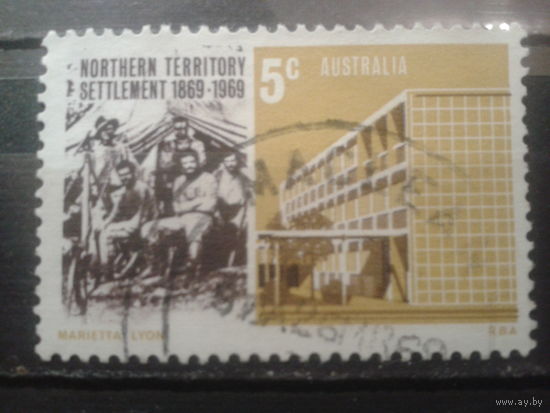 NORTHERN TERRITORY
SETTLEMENT 1869·1969
5c AUSTRALIA
MARIETTA LYON
RBA
www.ay.by